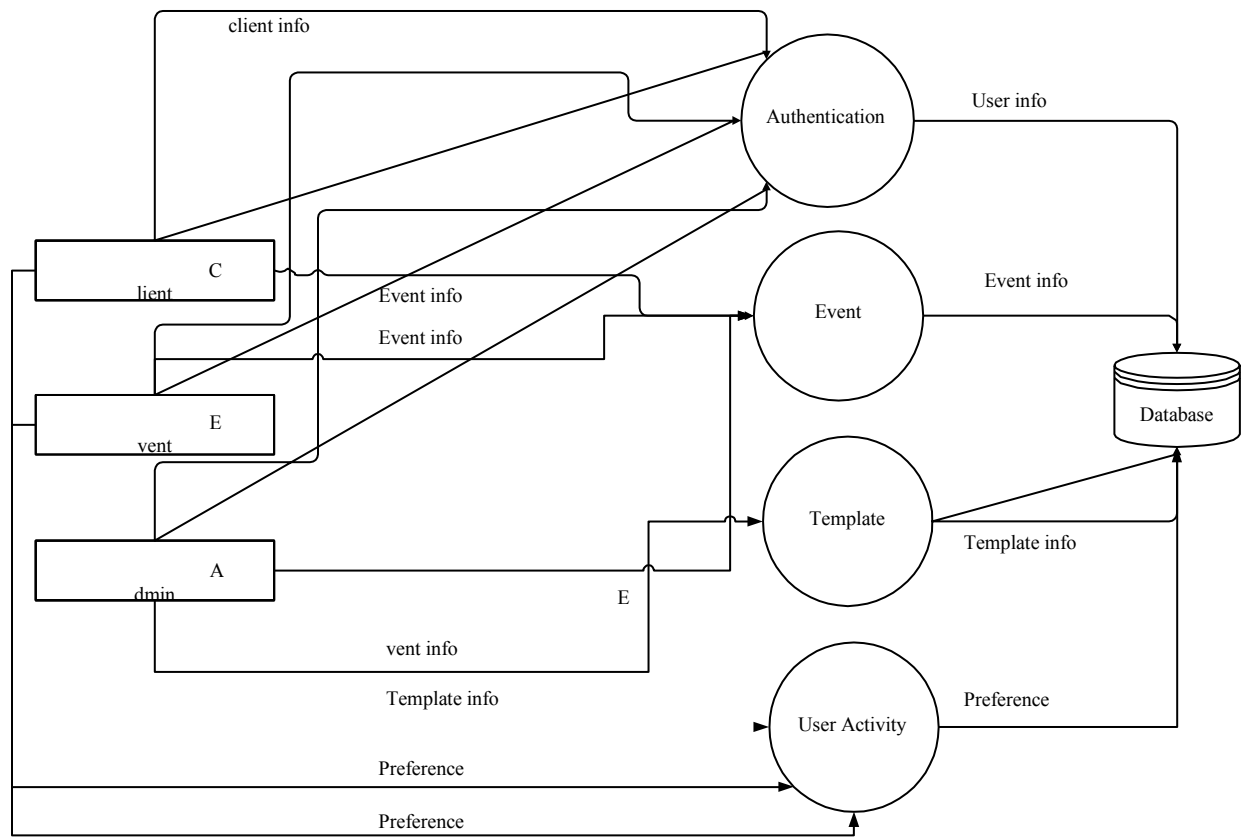 client info
Authentication
User info
C
lient
Event info
Event info
Event
Event info
E
vent
Database
Template
Template info
A
dmin
E
vent info
Template info
User Activity
Preference
Preference
Preference